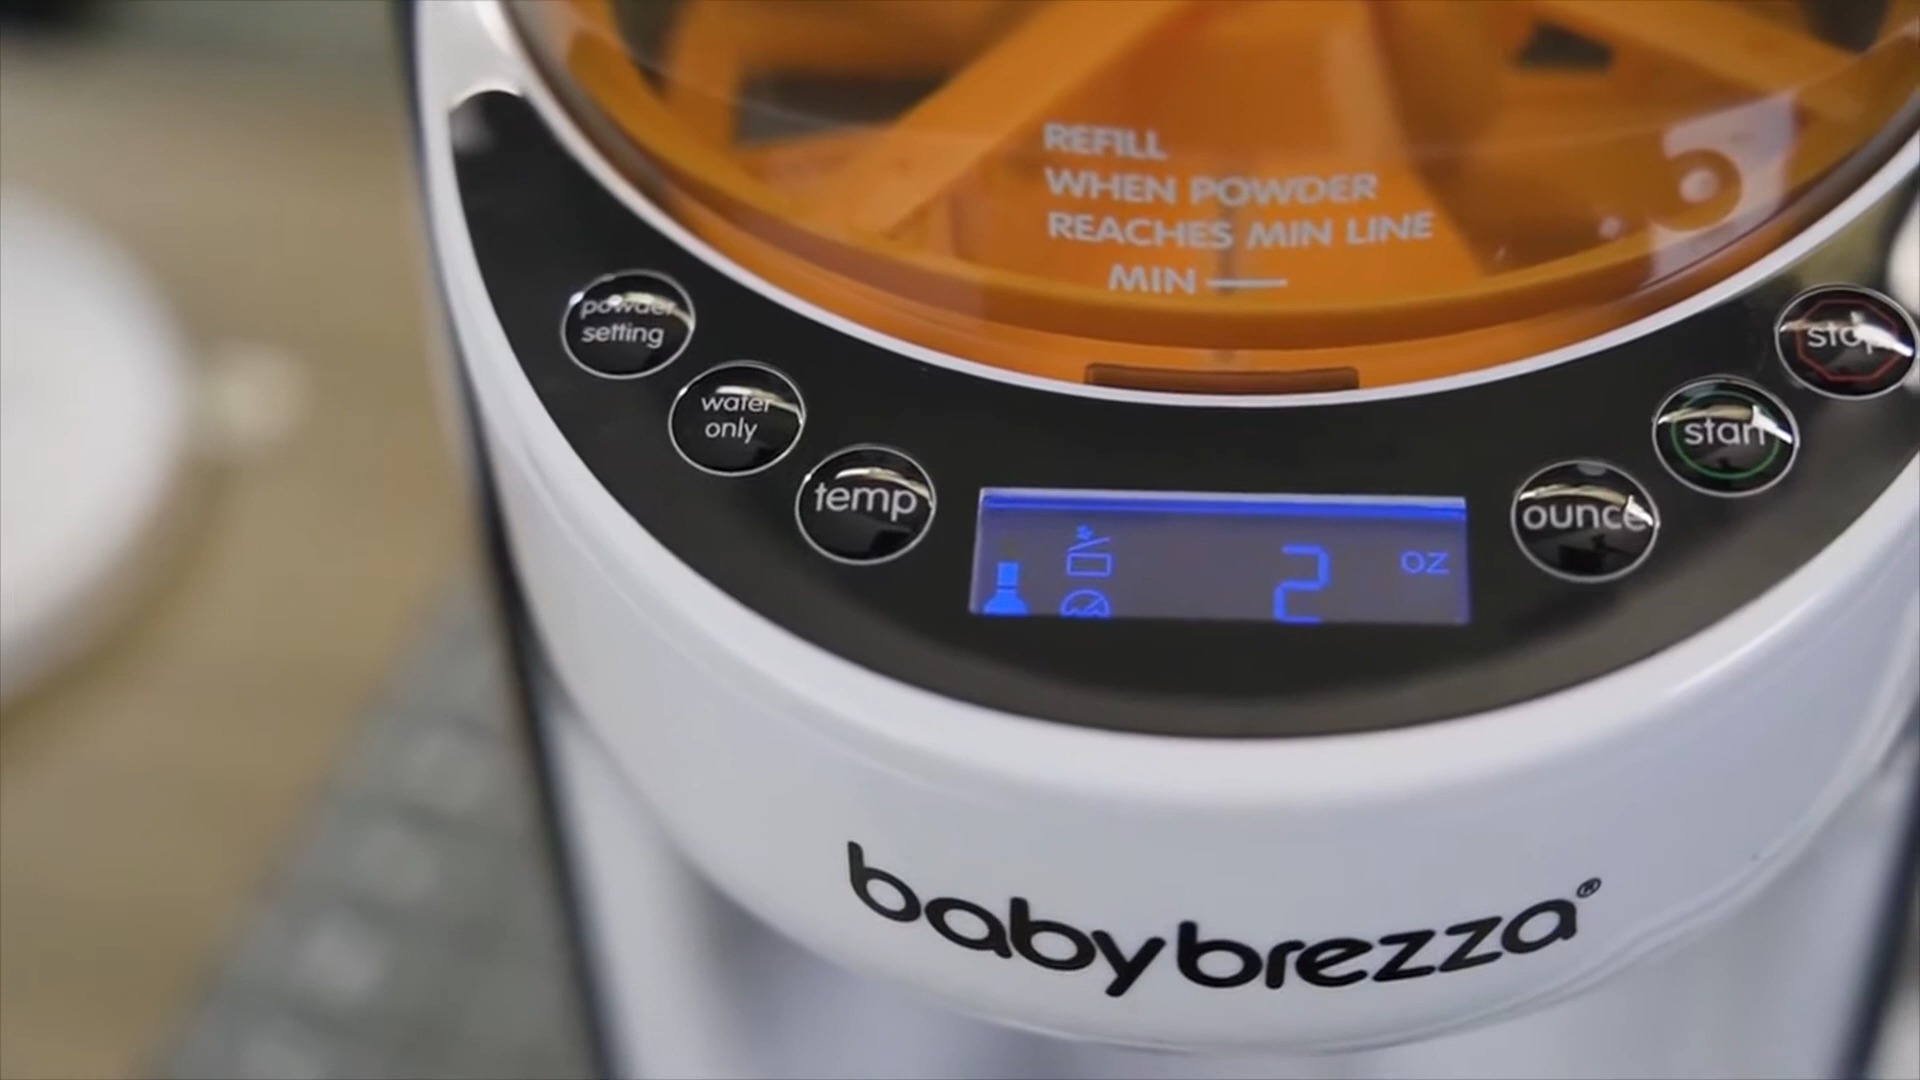 REFILL
WHEN POWDER
REACHES MIN LINE
MIN
powder
setting
water
only
temp
2 oz
ounce
start
stop
babybrezza®